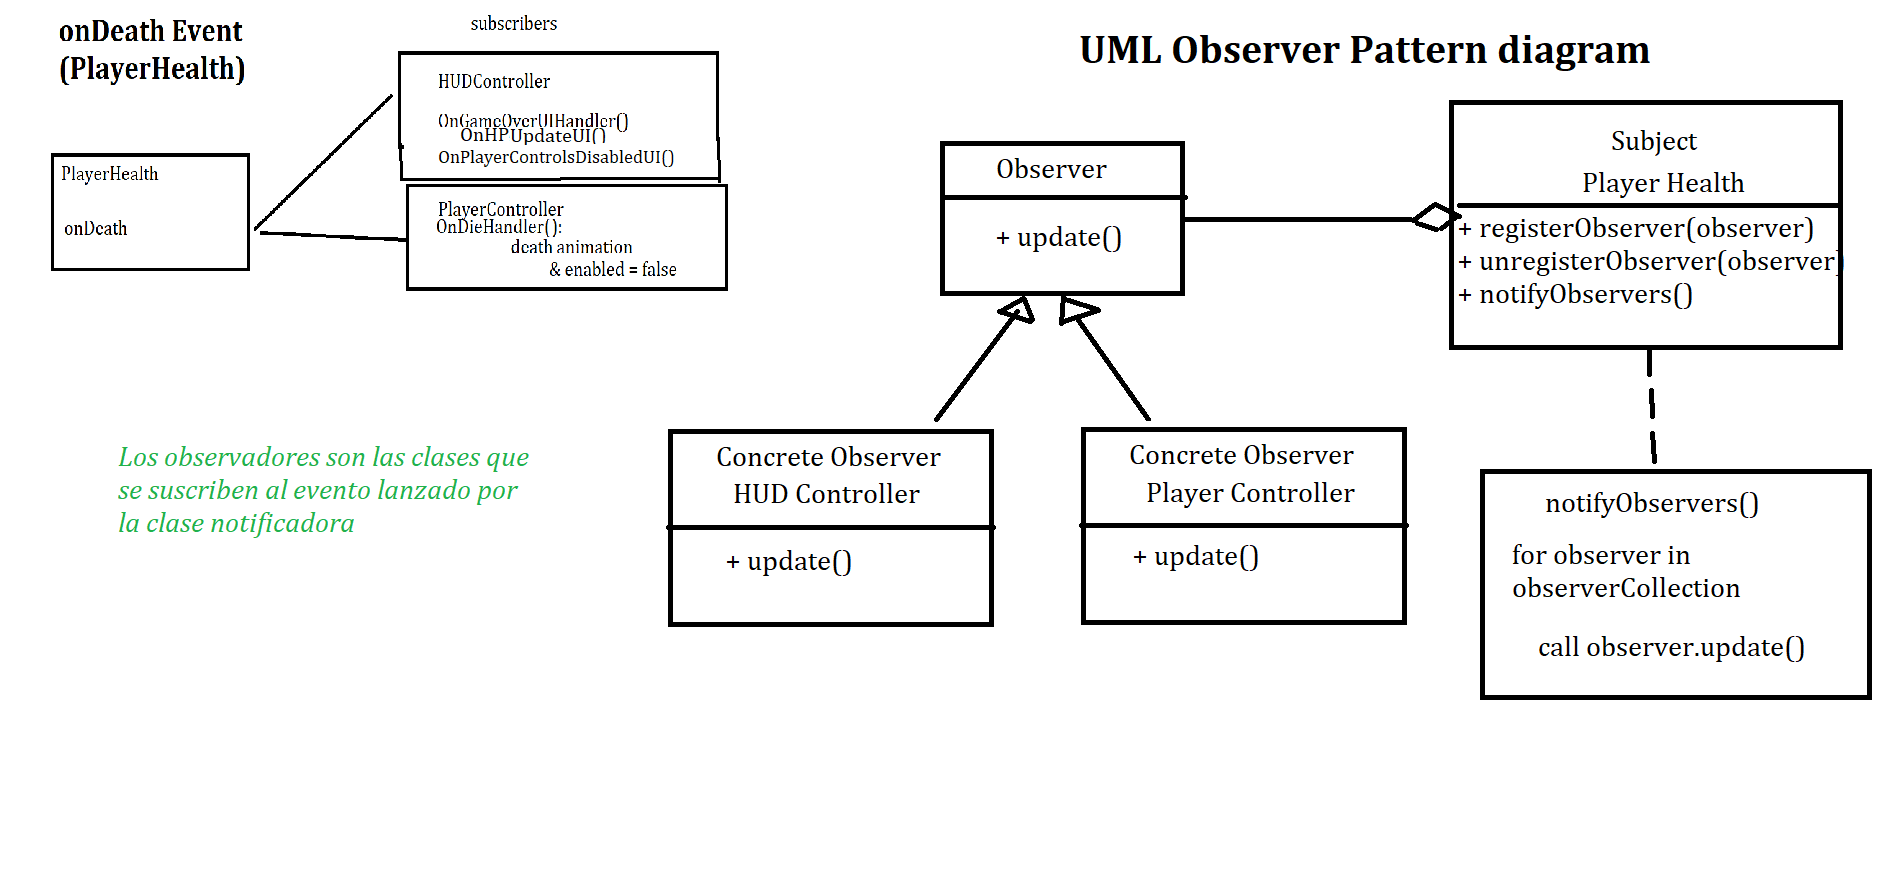 onDeath Event
(PlayerHealth)
subscribers
HUDController
OnGameOverUIHandler()
OnHPUpdateUI()
OnPlayerControlsDisabledUI()
PlayerHealth
onDeath
PlayerController
OnDieHandler():
death animation
& enabled = false
Los observadores son las clases que
se suscriben al evento lanzado por
la clase notificadora
UML Observer Pattern diagram
Observer
+ update()
Subject
Player Health
+ registerObserver(observer)
+ unregisterObserver(observer)
+ notifyObservers()
Concrete Observer
HUD Controller
+ update()
Concrete Observer
Player Controller
+ update()
notifyObservers()
for observer in
observerCollection
call observer.update()